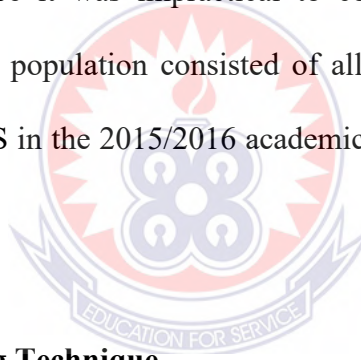 it was impractical to
population consisted of all
S in the 2015/2016 academic
EDUCATION FOR SERVICE
g Technique